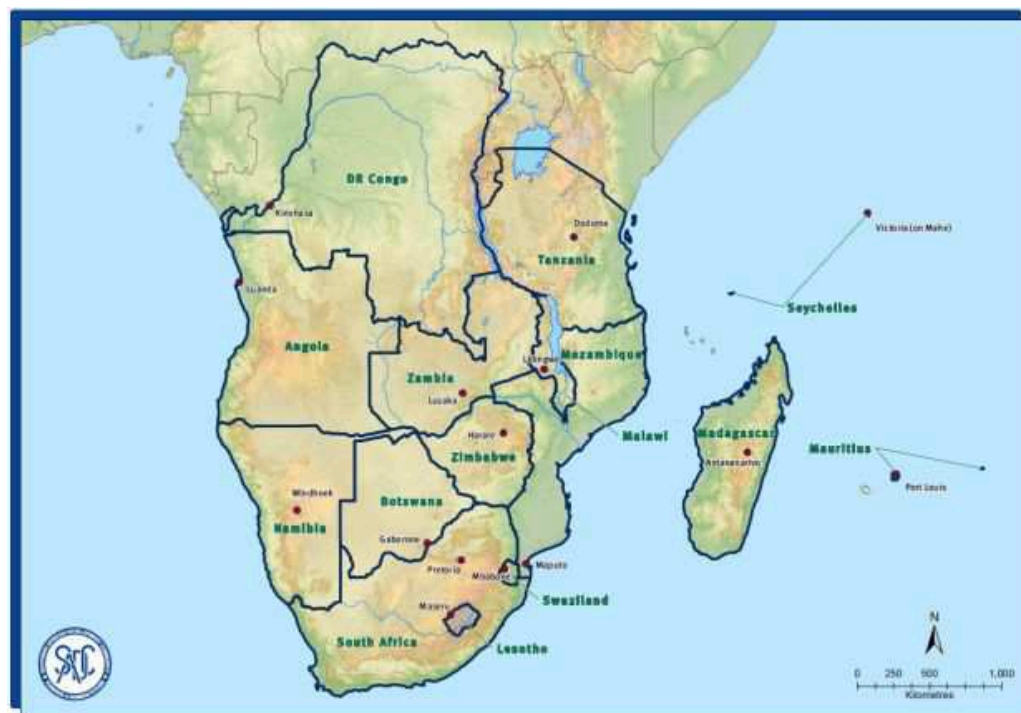 DR Congo
Kinshasa
Dodoma
Victoria (on Mahe)
Tanzania
Luanda
Seychelles
Angola
Mozambique
Lilongwe
Zambia
Lusaka
Malawi
Madagascar
Harare
Zimbabwe
Mauritius
Antananarivo
Port Louis
Windhoek
Botswana
Namibia
Gaborone
Pretoria
Mbabane
Maputo
Swaziland
Maseru
South Africa
Lesotho
N
SADC
0 250 500 1,000
Kilometres